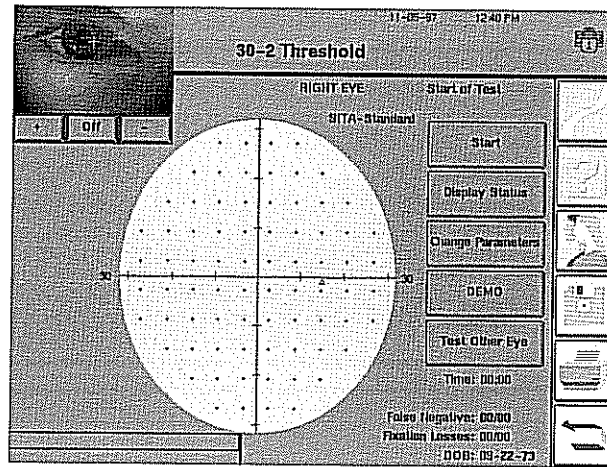 11-05-97 12:40 PM
30-2 Threshold
RIGHT EYE Start of Test
+ Off -
SITA-Standard
Start
Display Status
Change Parameters
30 30
DEMO
Test Other Eye
Time: 00:00
False Negative: 00/00
Fixation Losses: 00/00
DOB: 09-22-73